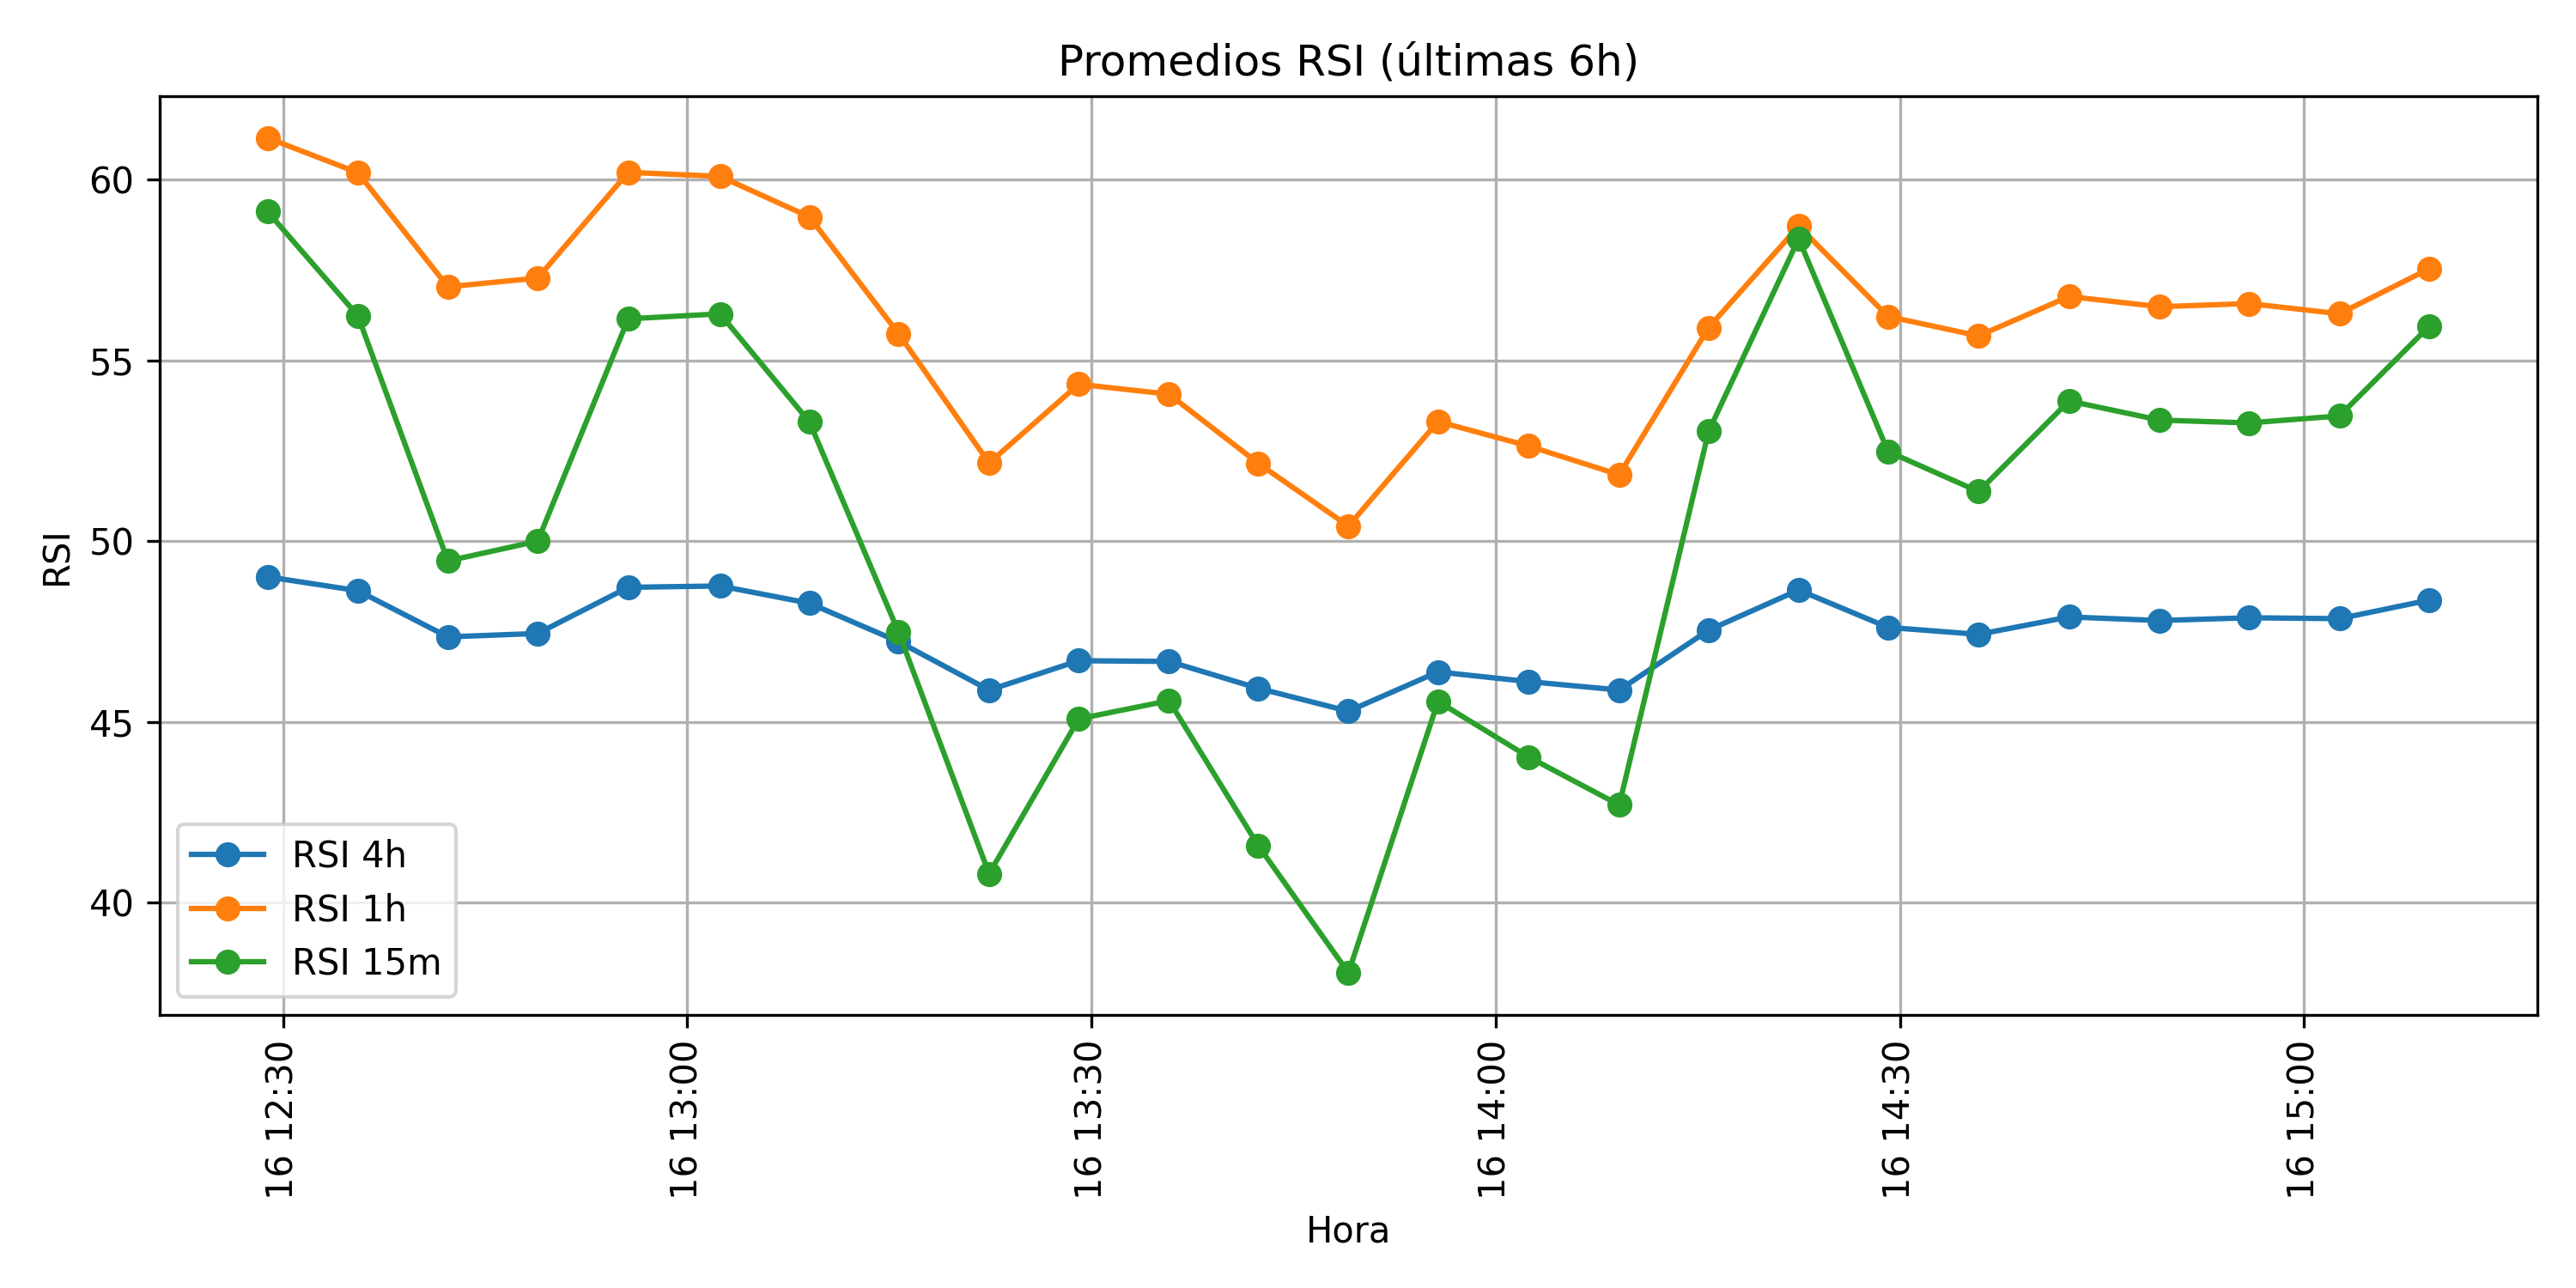 Promedios RSI (últimas 6h)
RSI
60
55
50
45
40
RSI 4h
RSI 1h
RSI 15m
16 12:30
16 13:00
16 13:30
16 14:00
16 14:30
16 15:00
Hora